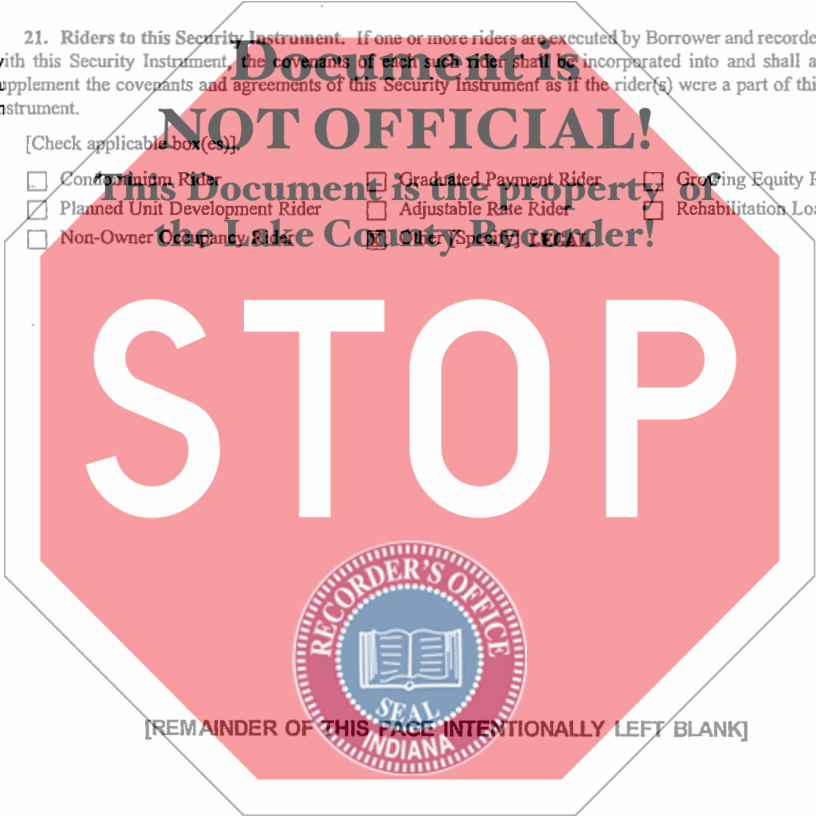 21. Riders to this Security Instrument. If one or more riders are executed by Borrower and recorde
with this Security Instrument, the covenants of each such rider shall be incorporated into and shall a
upplement the covenants and agreements of this Security Instrument as if the rider(s) were a part of thi
nstrument.
[Check applicable box(es)].
Condominium Rider Graduated Payment Rider Growing Equity R
Planned Unit Development Rider Adjustable Rate Rider Rehabilitation Loa
Non-Owner Occupancy Rider X Other [Specify] LEGAL
Document is
NOT OFFICIAL!
This Document is the property of
the Lake County Recorder!
STOP
RECORDER'S OFFICE
SEAL
INDIANA
[REMAINDER OF THIS PAGE INTENTIONALLY LEFT BLANK]